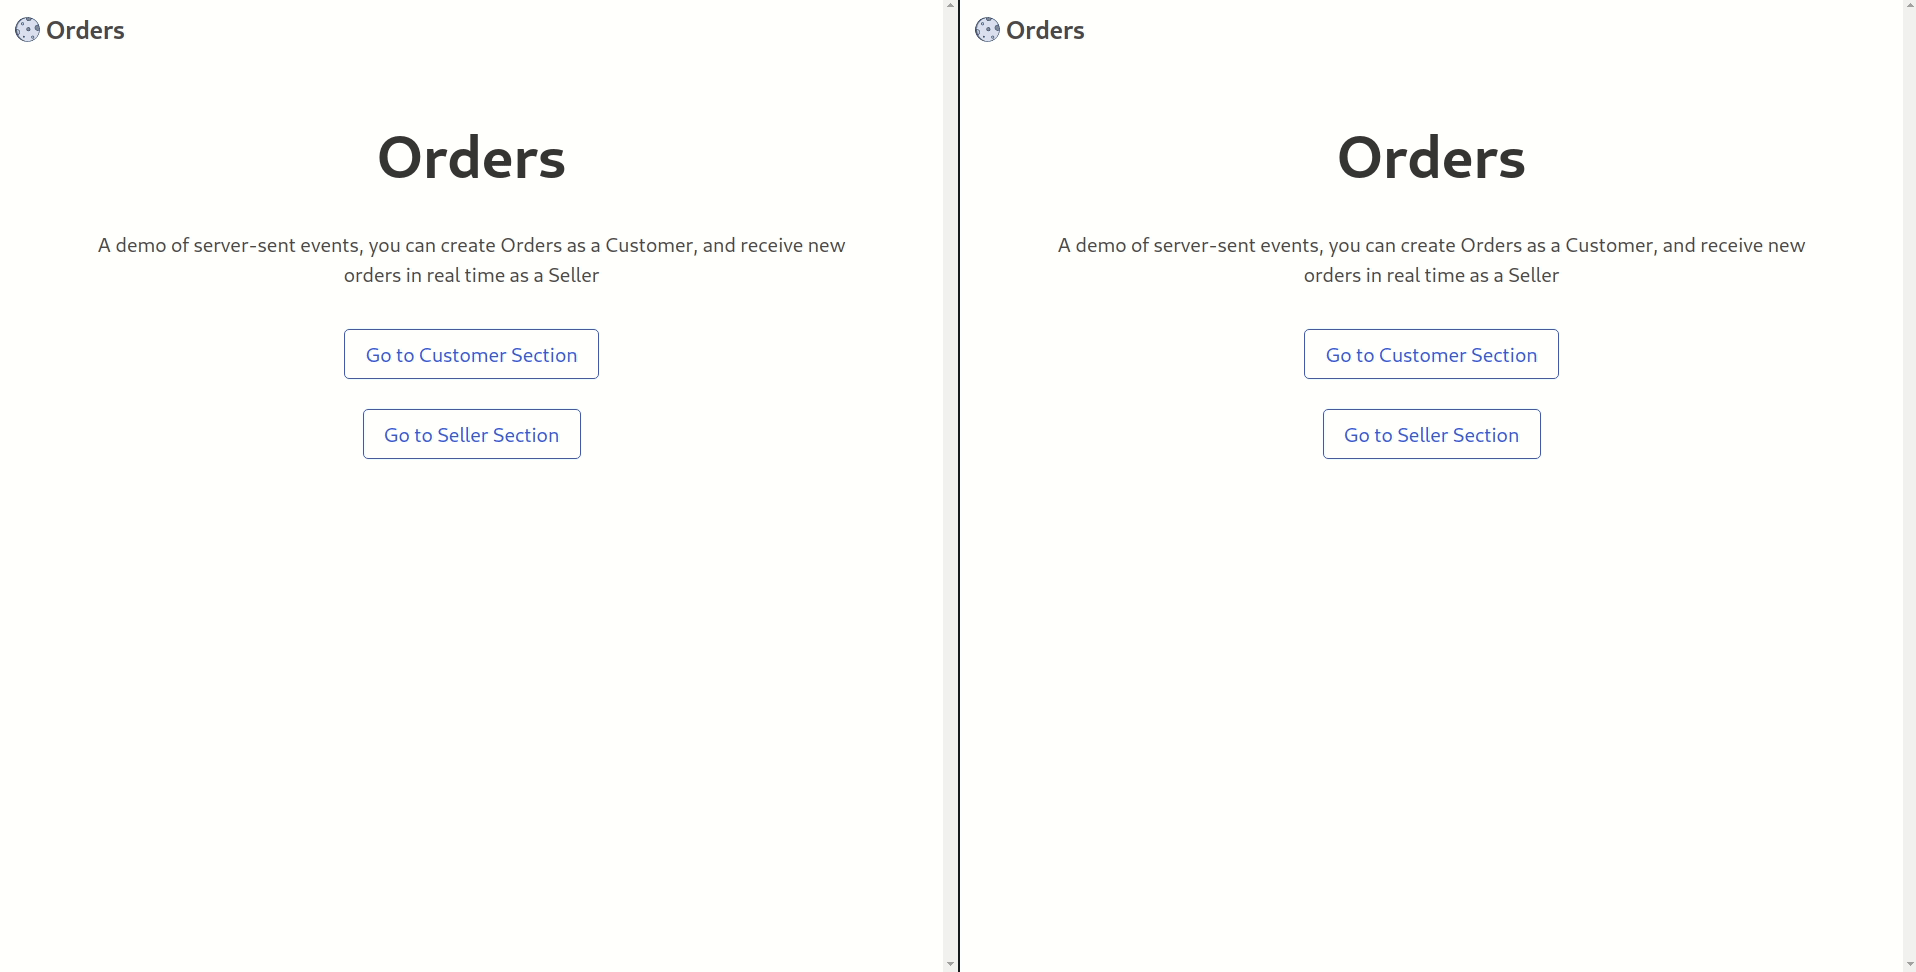 Orders
Orders
A demo of server-sent events, you can create Orders as a Customer, and receive new
orders in real time as a Seller
Go to Customer Section
Go to Seller Section
Orders
Orders
A demo of server-sent events, you can create Orders as a Customer, and receive new
orders in real time as a Seller
Go to Customer Section
Go to Seller Section